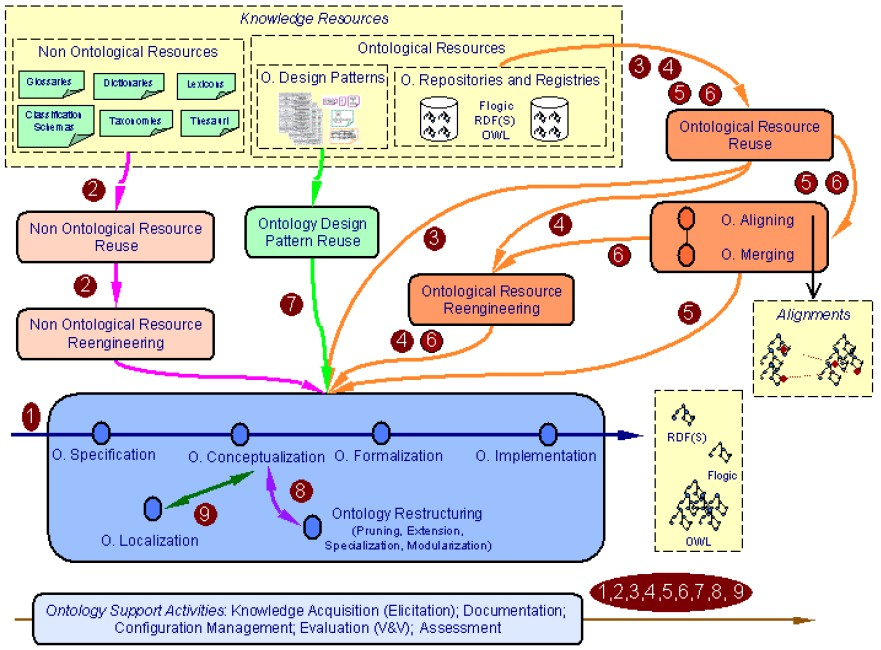 Knowledge Resources
Non Ontological Resources
Glossaries
Dictionaries
Lexicons
Classification
Schemas
Taxonomies
Thesauri
Ontological Resources
O. Design Patterns
O. Repositories and Registries
Flogic
RDF(S)
OWL
3
4
5
6
Ontological Resource
Reuse
5
6
2
Non Ontological Resource
Reuse
Ontology Design
Pattern Reuse
3
4
6
O. Aligning
O. Merging
2
7
Ontological Resource
Reengineering
5
Alignments
Non Ontological Resource
Reengineering
4
6
1
O. Specification
O. Conceptualization
O. Formalization
O. Implementation
RDF(S)
Flogic
OWL
8
9
O. Localization
Ontology Restructuring
(Pruning, Extension,
Specialization, Modularization)
1,2,3,4,5,6,7,8, 9
Ontology Support Activities: Knowledge Acquisition (Elicitation); Documentation;
Configuration Management; Evaluation (V&V); Assessment